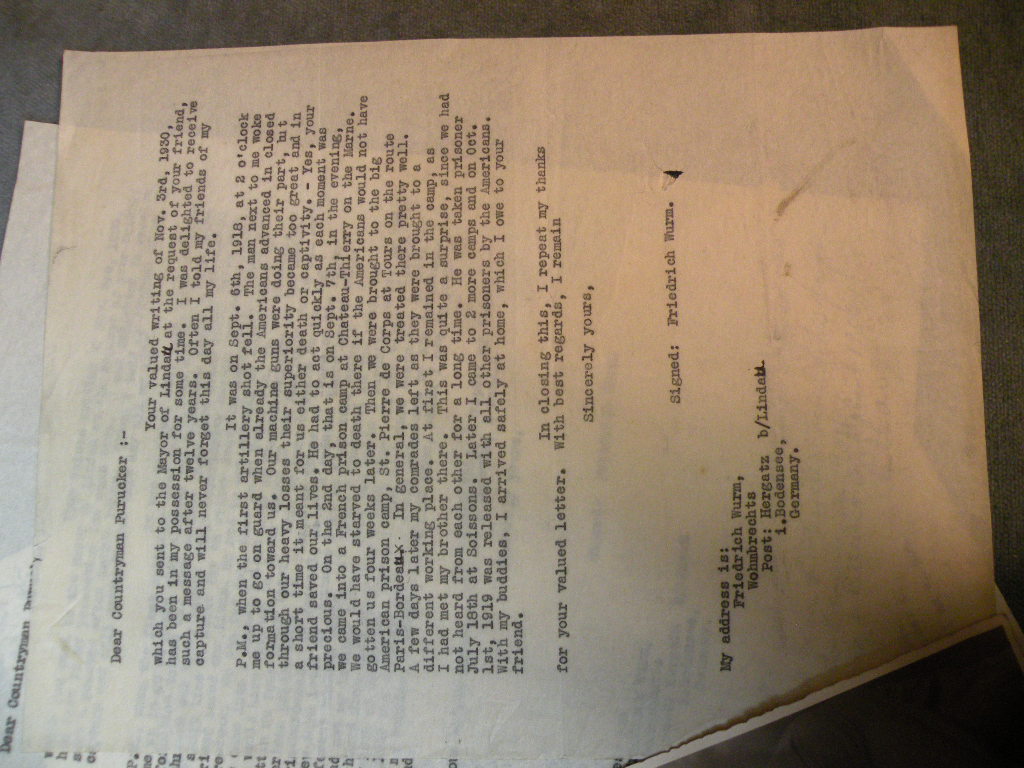 Dear Countryman Purucker :-
Your valued writing of Nov. 3rd, 1930,
which you sent to the Mayor of Lindau at the request of your friend,
has been in my possession for some time. I was delighted to receive
such a message after twelve years. Often I told my friends of my
capture and will never forget this day all my life.
It was on Sept. 6th, 1918, at 2 o'clock
P.M., when the first artillery shot fell. The man next to me woke
me up to go on guard when already the Americans advanced in closed
formation toward us. Our machine guns were doing their part, but
through our heavy losses their superiority became too great and in
a short time it meant for us either death or captivity.- Yes, your
friend saved our lives. He had to act quickly as each moment was
precious. On the 2nd day, that is on Sept. 7th, in the evening,
we came into a French prison camp at Chateau-Thierry on the Marne.
We would have starved to death there if the Americans would not have
gotten us four weeks later. Then we were brought to the big
American prison camp, St. Pierre de Corps at Tours on the route
Paris-Bordeaux. In general, we were treated there pretty well.
A few days later my comrades left as they were brought to a
different working place. At first I remained in the camp, as
I had met my brother there. This was quite a surprise, since we had
not heard from each other for a long time. He was taken prisoner
July 18th at Soissons. Later I came to 2 more camps and on Oct.
1st, 1919 was released with all other prisoners by the Americans.
With my buddies, I arrived safely at home, which I owe to your
friend.
In closing this, I repeat my thanks
for your valued letter. With best regards, I remain
Sincerely yours,
Signed: Friedrich Wurm.
My address is:
Friedrich Wurm,
Wohmbrechts
Post: Hergatz b/Lindau.
i.Bodensee,
Germany.
Dear Countryman